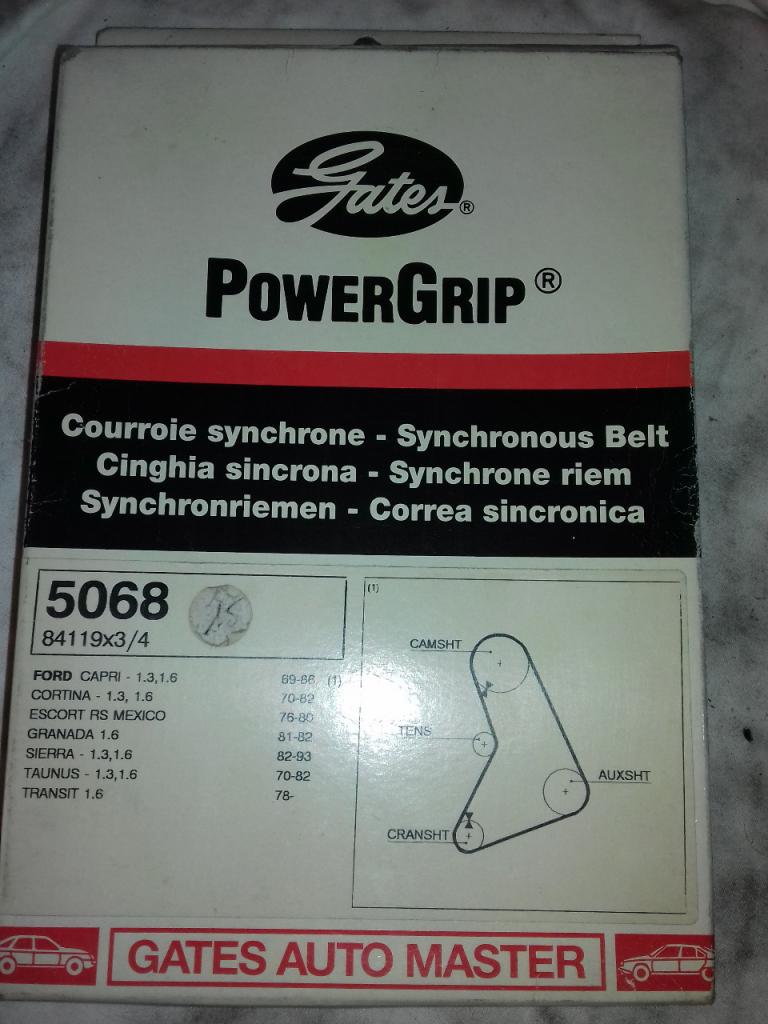 Gates®
POWERGRIP®
Courroie synchrone - Synchronous Belt
Cinghia sincrona - Synchrone riem
Synchronriemen - Correa sincronica
5068
84119x3/4
15
FORD CAPRI - 1.3,1.6 69-86 (1)
CORTINA - 1.3, 1.6 70-82
ESCORT RS MEXICO 76-80
GRANADA 1.6 81-82
SIERRA - 1.3,1.6 82-93
TAUNUS - 1.3,1.6 70-82
TRANSIT 1.6 78-
(1)
CAMSHT
TENS
AUXSHT
CRANSHT
GATES AUTO MASTER